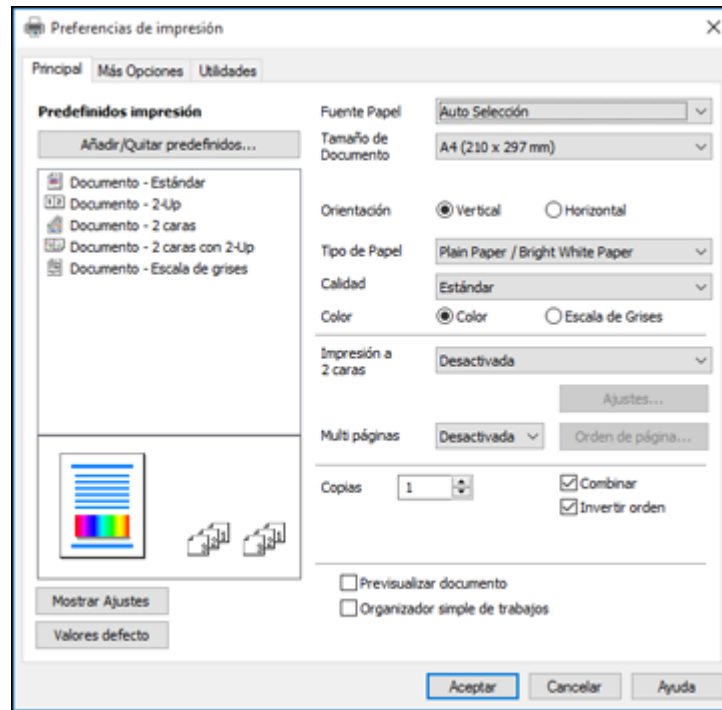 Preferencias de impresión
Principal
Más Opciones
Utilidades
Predefinidos impresión
Añadir/Quitar predefinidos...
Documento - Estándar
Documento - 2-Up
Documento - 2 caras
Documento - 2 caras con 2-Up
Documento - Escala de grises
Mostrar Ajustes
Valores defecto
Fuente Papel
Auto Selección
Tamaño de
Documento
A4 (210 x 297 mm)
Orientación
Vertical
Horizontal
Tipo de Papel
Plain Paper / Bright White Paper
Calidad
Estándar
Color
Color
Escala de Grises
Impresión a
2 caras
Desactivada
Ajustes...
Multi páginas
Desactivada
Orden de página...
Copias
1
Combinar
Invertir orden
Previsualizar documento
Organizador simple de trabajos
Aceptar
Cancelar
Ayuda